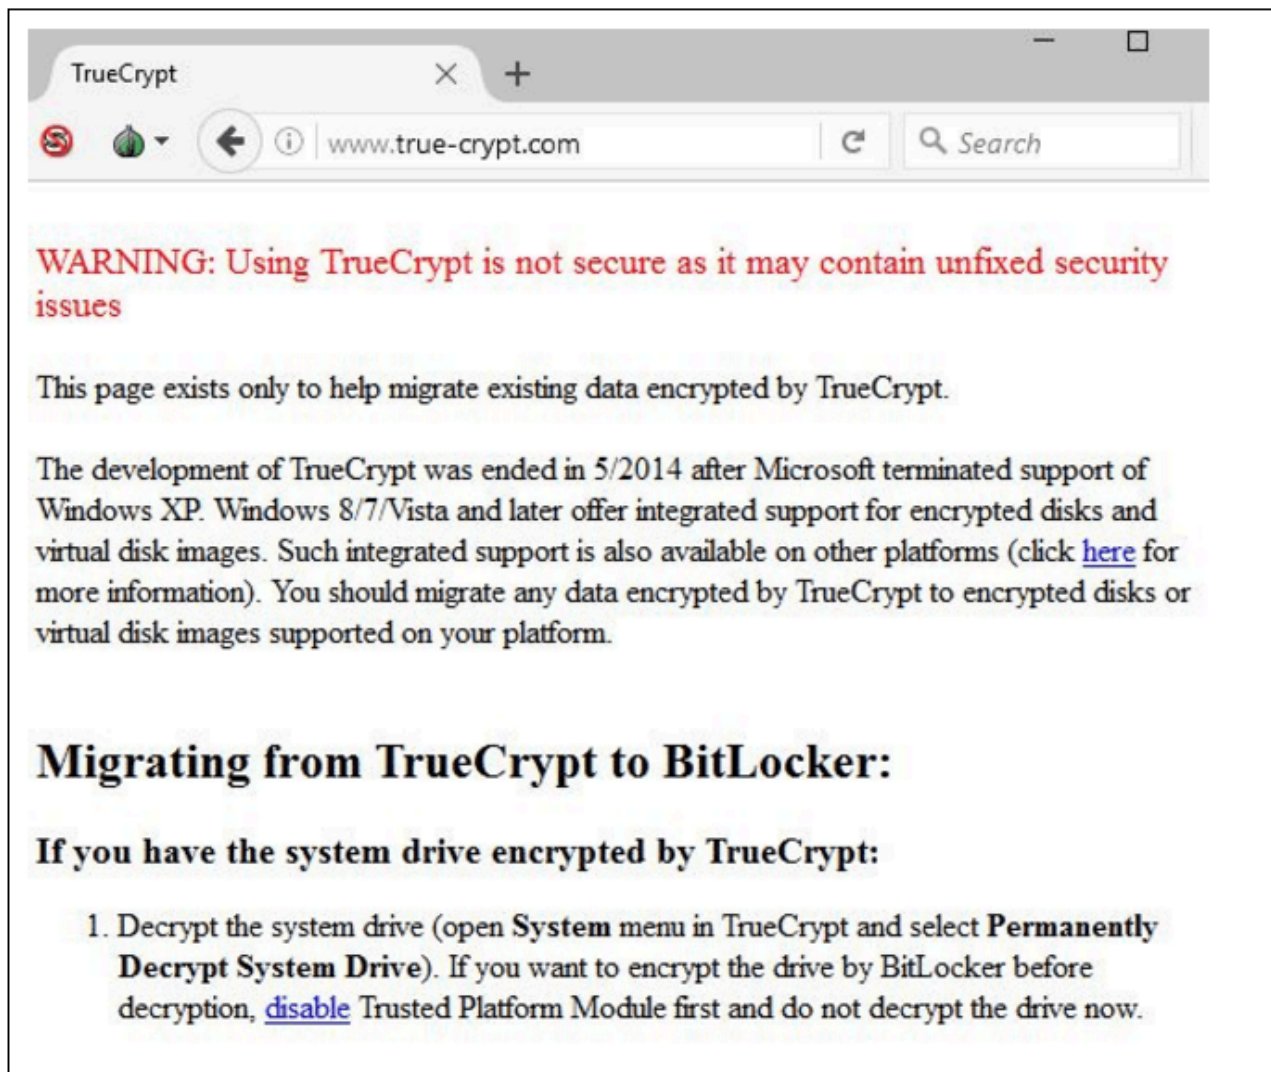 TrueCrypt
www.true-crypt.com
Search
WARNING: Using TrueCrypt is not secure as it may contain unfixed security
issues
This page exists only to help migrate existing data encrypted by TrueCrypt.
The development of TrueCrypt was ended in 5/2014 after Microsoft terminated support of
Windows XP. Windows 8/7/Vista and later offer integrated support for encrypted disks and
virtual disk images. Such integrated support is also available on other platforms (click here for
more information). You should migrate any data encrypted by TrueCrypt to encrypted disks or
virtual disk images supported on your platform.
Migrating from TrueCrypt to BitLocker:
If you have the system drive encrypted by TrueCrypt:
1. Decrypt the system drive (open System menu in TrueCrypt and select Permanently
Decrypt System Drive). If you want to encrypt the drive by BitLocker before
decryption, disable Trusted Platform Module first and do not decrypt the drive now.